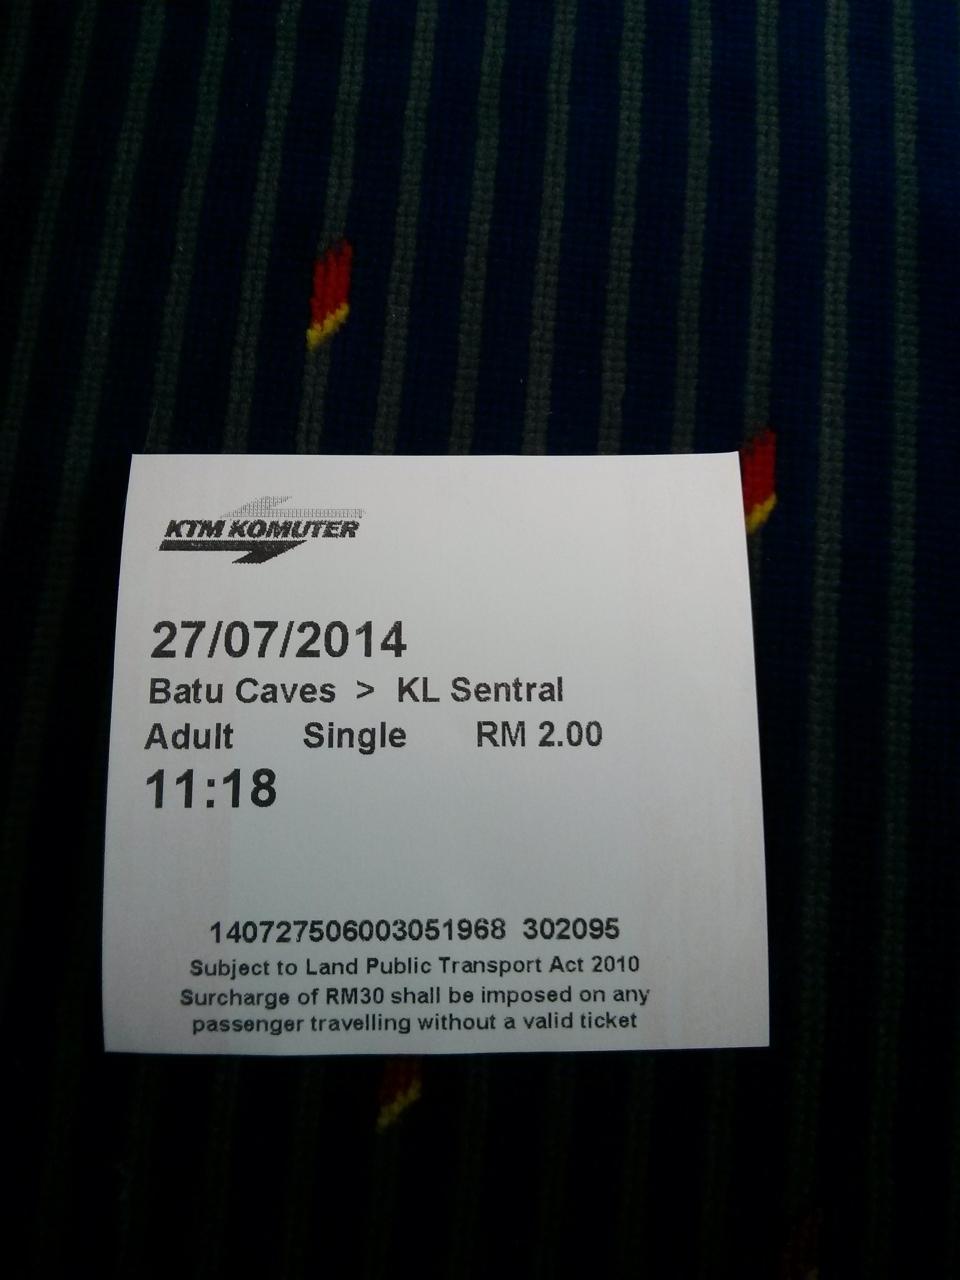 KTM KOMUTER
27/07/2014
Batu Caves > KL Sentral
Adult Single RM 2.00
11:18
140727506003051968 302095
Subject to Land Public Transport Act 2010
Surcharge of RM30 shall be imposed on any
passenger travelling without a valid ticket